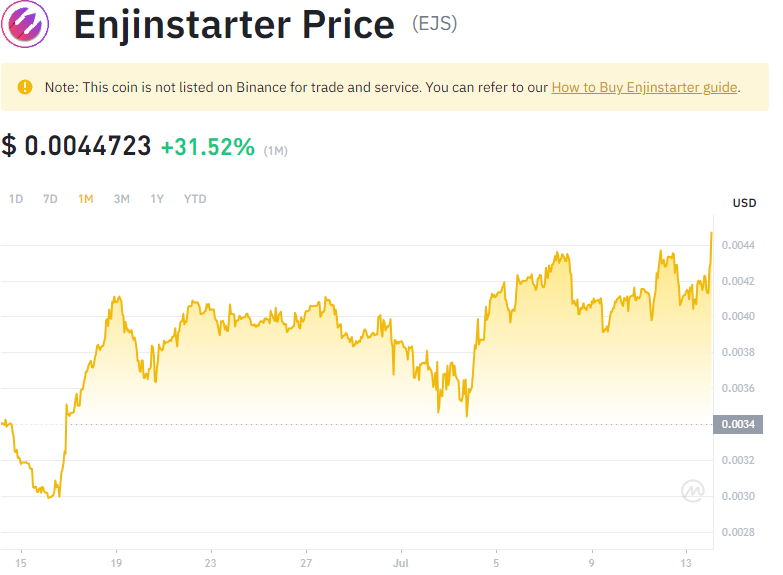 Enjinstarter Price (EJS)
Note: This coin is not listed on Binance for trade and service. You can refer to our How to Buy Enjinstarter guide.
$ 0.0044723 +31.52% (1M)
1D 7D 1M 3M 1Y YTD
USD
0.0044
0.0042
0.0040
0.0038
0.0036
0.0034
0.0032
0.0030
0.0028
15 19 23 27 Jul 5 9 13